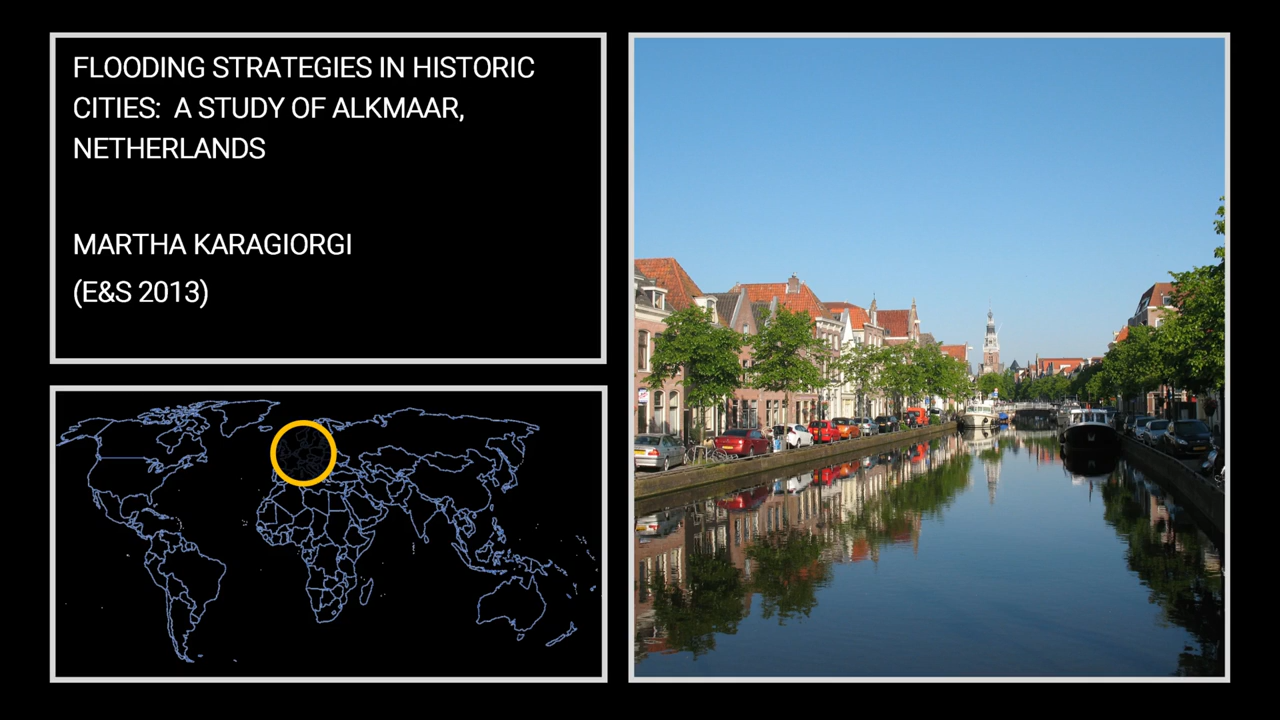 FLOODING STRATEGIES IN HISTORIC
CITIES:  A STUDY OF ALKMAAR,
NETHERLANDS
MARTHA KARAGIORGI
(E&S 2013)